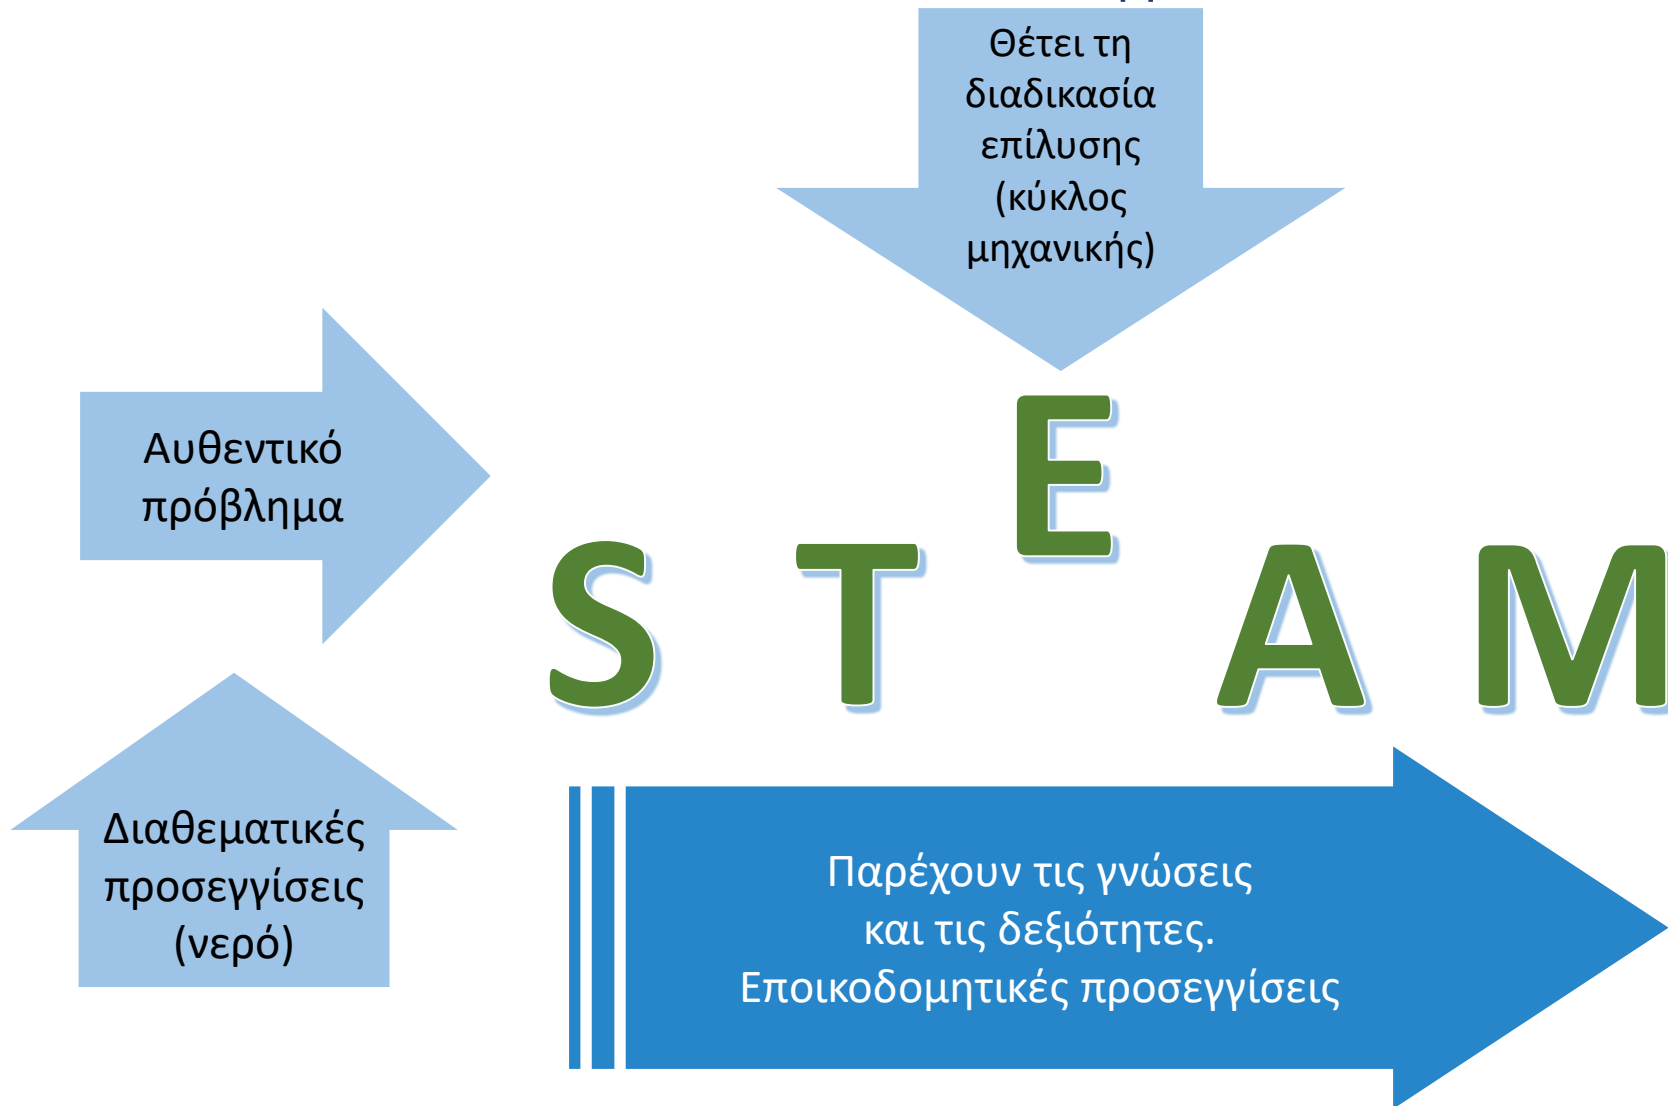 Θέτει τη
διαδικασία
επίλυσης
(κύκλος
μηχανικής)
Αυθεντικό
πρόβλημα
S T E A M
Διαθεματικές
προσεγγίσεις
(νερό)
Παρέχουν τις γνώσεις
και τις δεξιότητες.
Εποικοδομητικές προσεγγίσεις